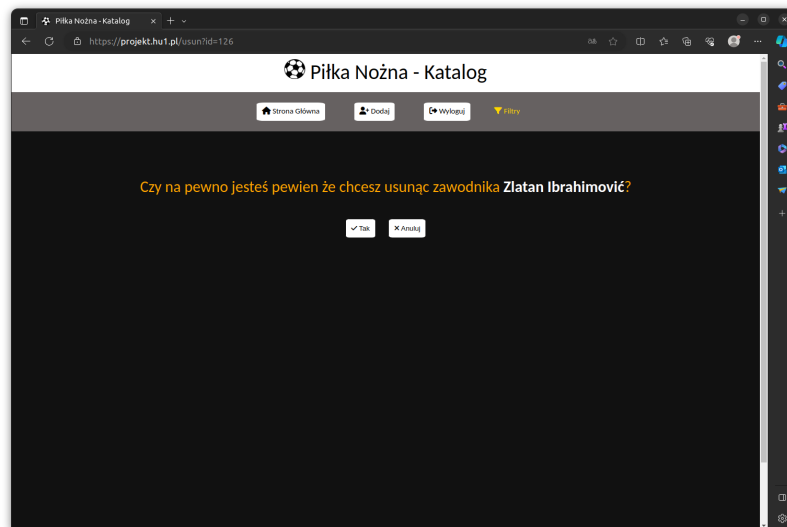 Piłka Nożna - Katalog
https://projekt.hu1.pl/usun?id=126
Piłka Nożna - Katalog
Strona Główna Dodaj Wyloguj Filtry
Czy na pewno jesteś pewien że chcesz usunąc zawodnika Zlatan Ibrahimović?
Tak Anuluj